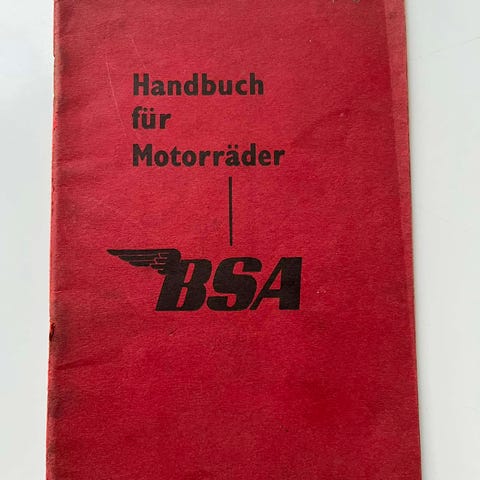 Handbuch
für
Motorräder
BSA